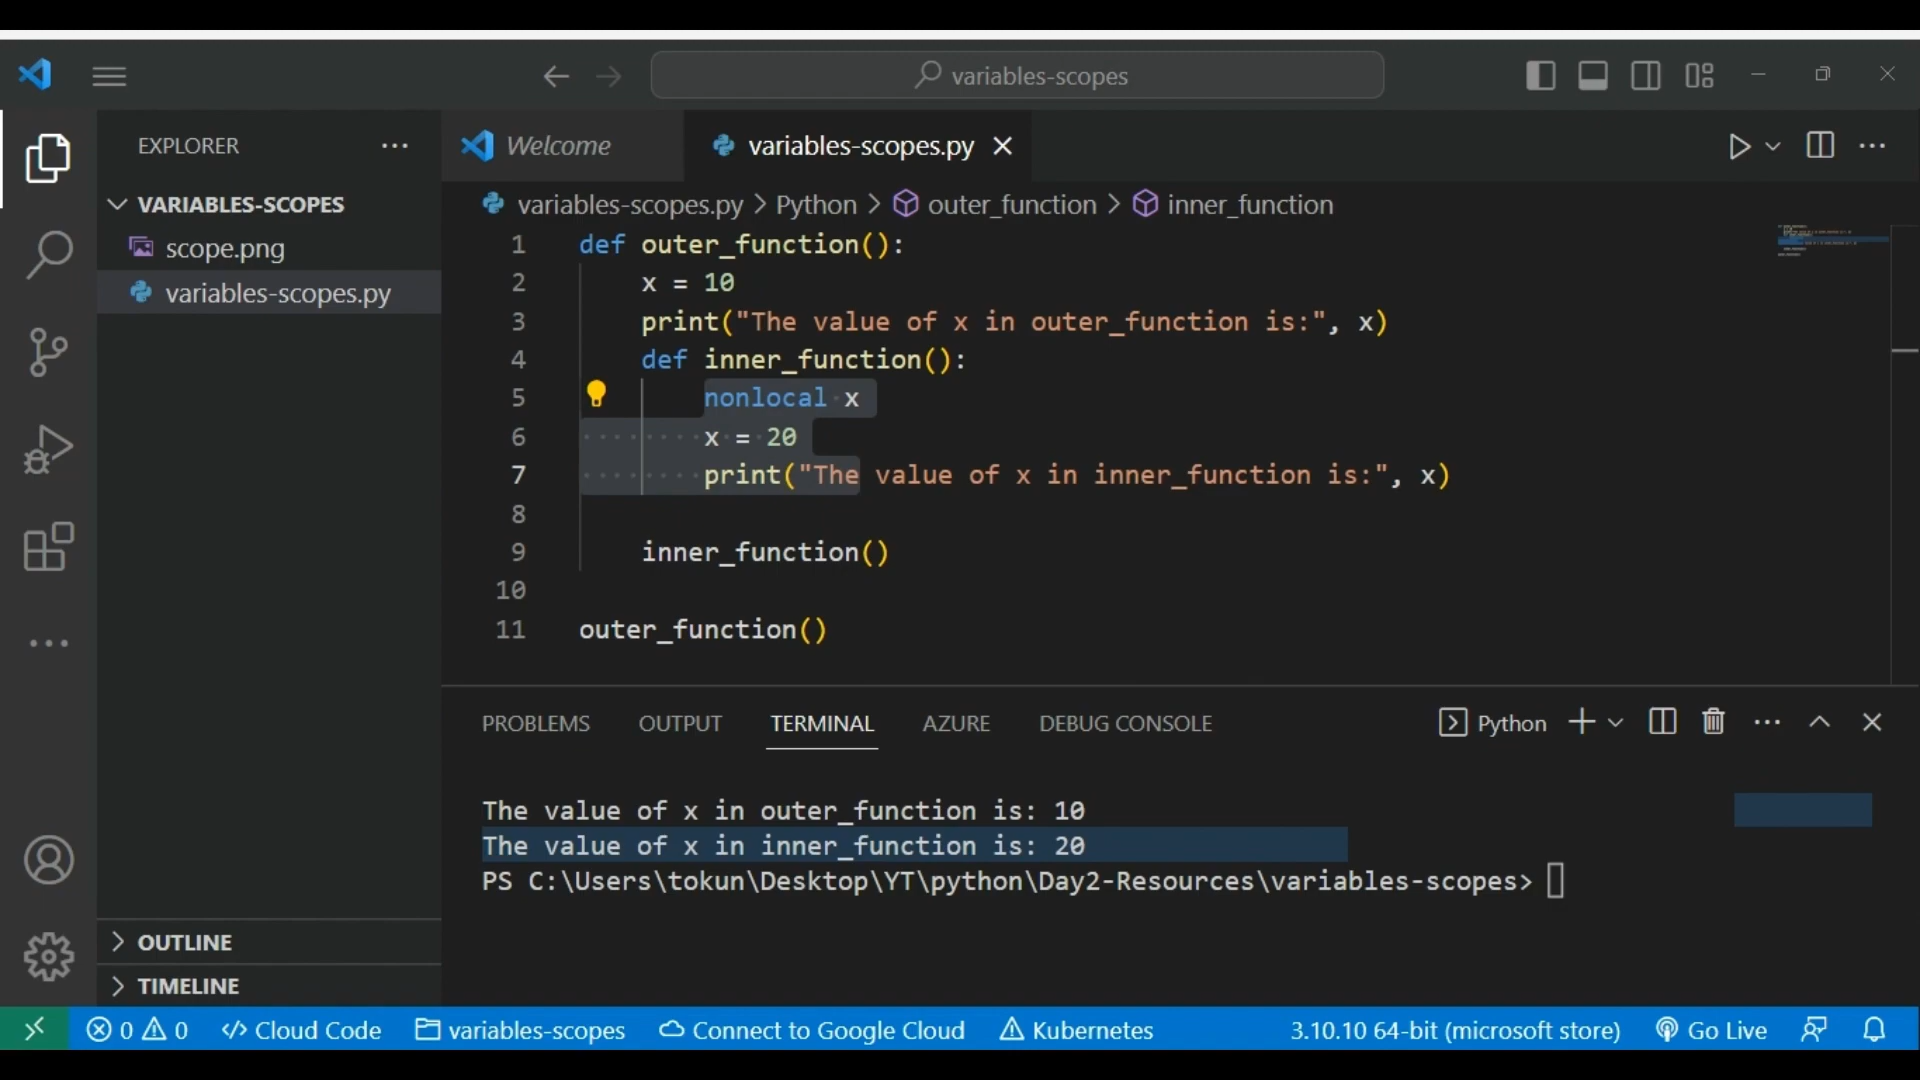 variables-scopes
EXPLORER
VARIABLES-SCOPES
scope.png
variables-scopes.py
Welcome
variables-scopes.py
variables-scopes.py > Python > outer_function > inner_function
1 def outer_function():
2     x = 10
3     print("The value of x in outer_function is:", x)
4     def inner_function():
5         nonlocal x
6         x = 20
7         print("The value of x in inner_function is:", x)
8
9     inner_function()
10
11 outer_function()
PROBLEMS OUTPUT TERMINAL AZURE DEBUG CONSOLE Python
The value of x in outer_function is: 10
The value of x in inner_function is: 20
PS C:\Users\tokun\Desktop\YT\python\Day2-Resources\variables-scopes>
OUTLINE
TIMELINE
0 0 Cloud Code variables-scopes Connect to Google Cloud Kubernetes 3.10.10 64-bit (microsoft store) Go Live